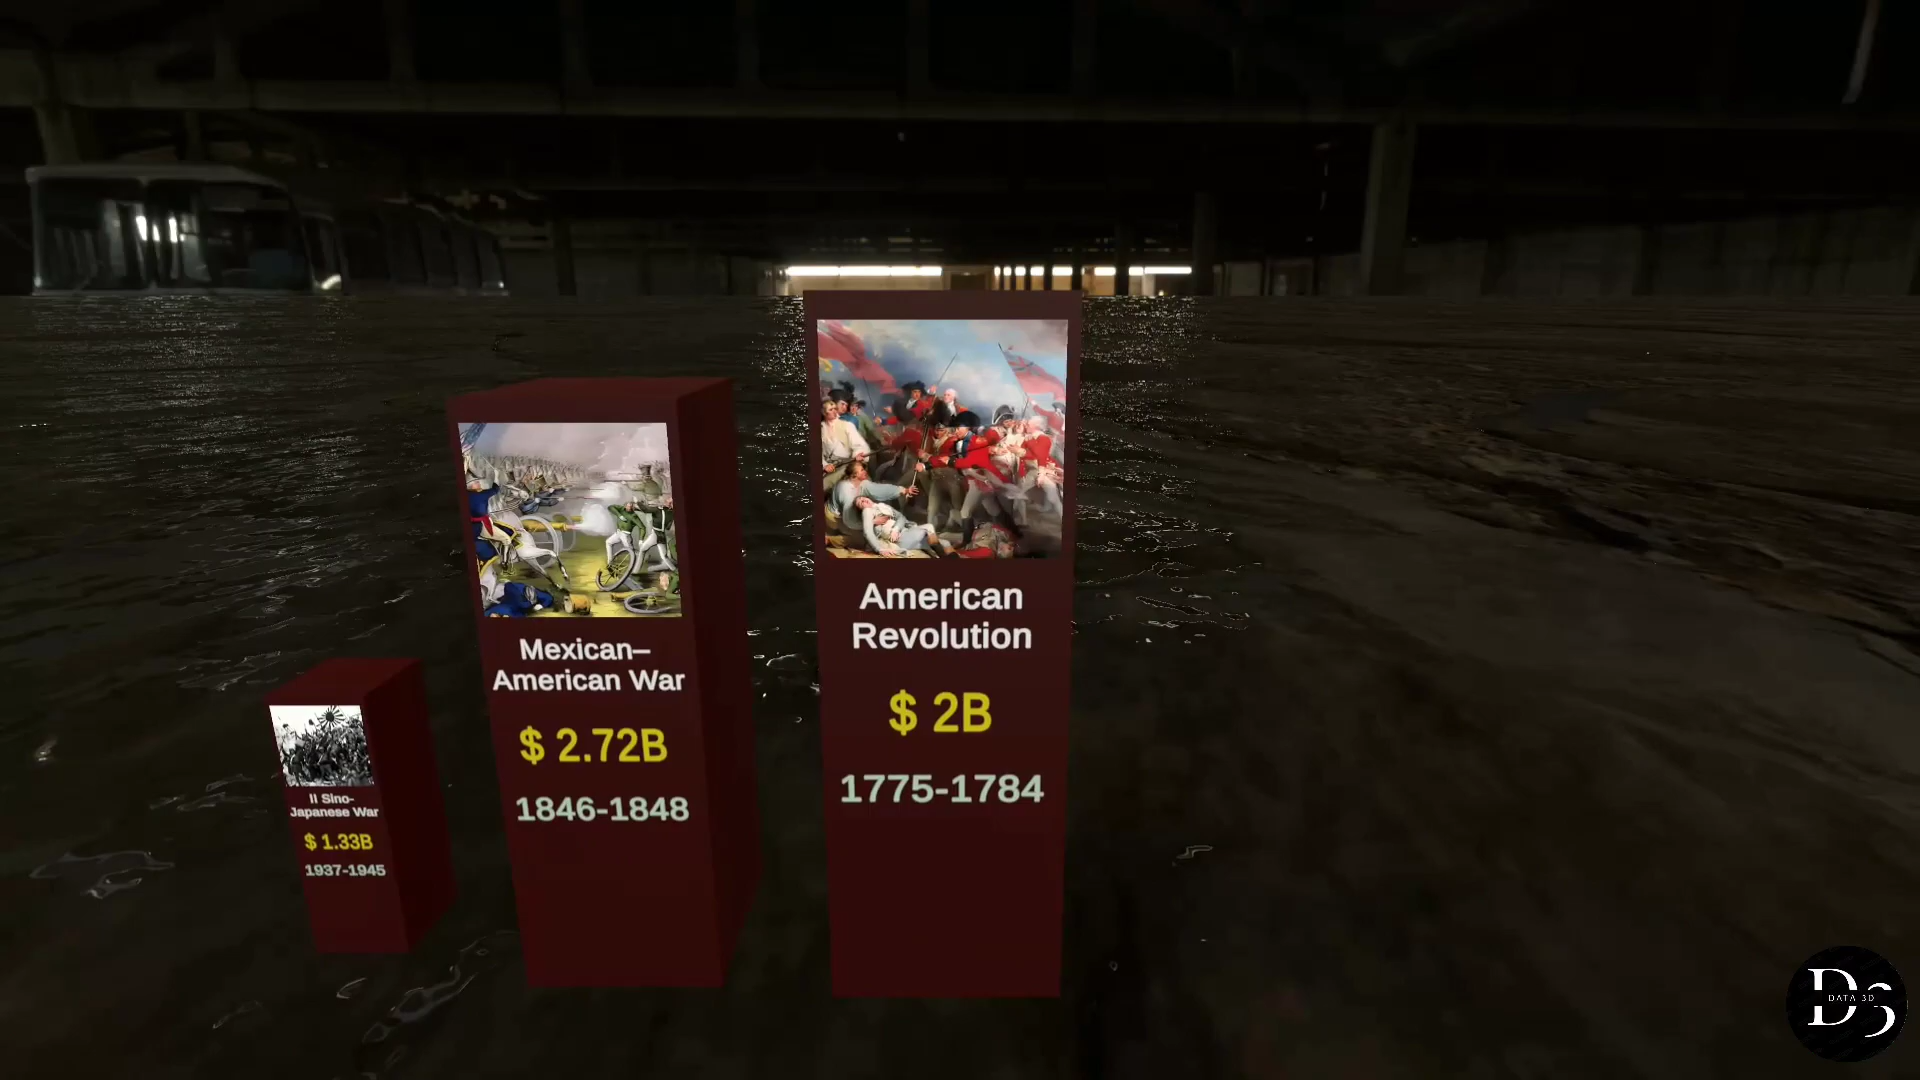 II Sino-
Japanese War
$ 1.33B
1937-1945
Mexican–
American War
$ 2.72B
1846-1848
American
Revolution
$ 2B
1775-1784
D3
DATA 3D